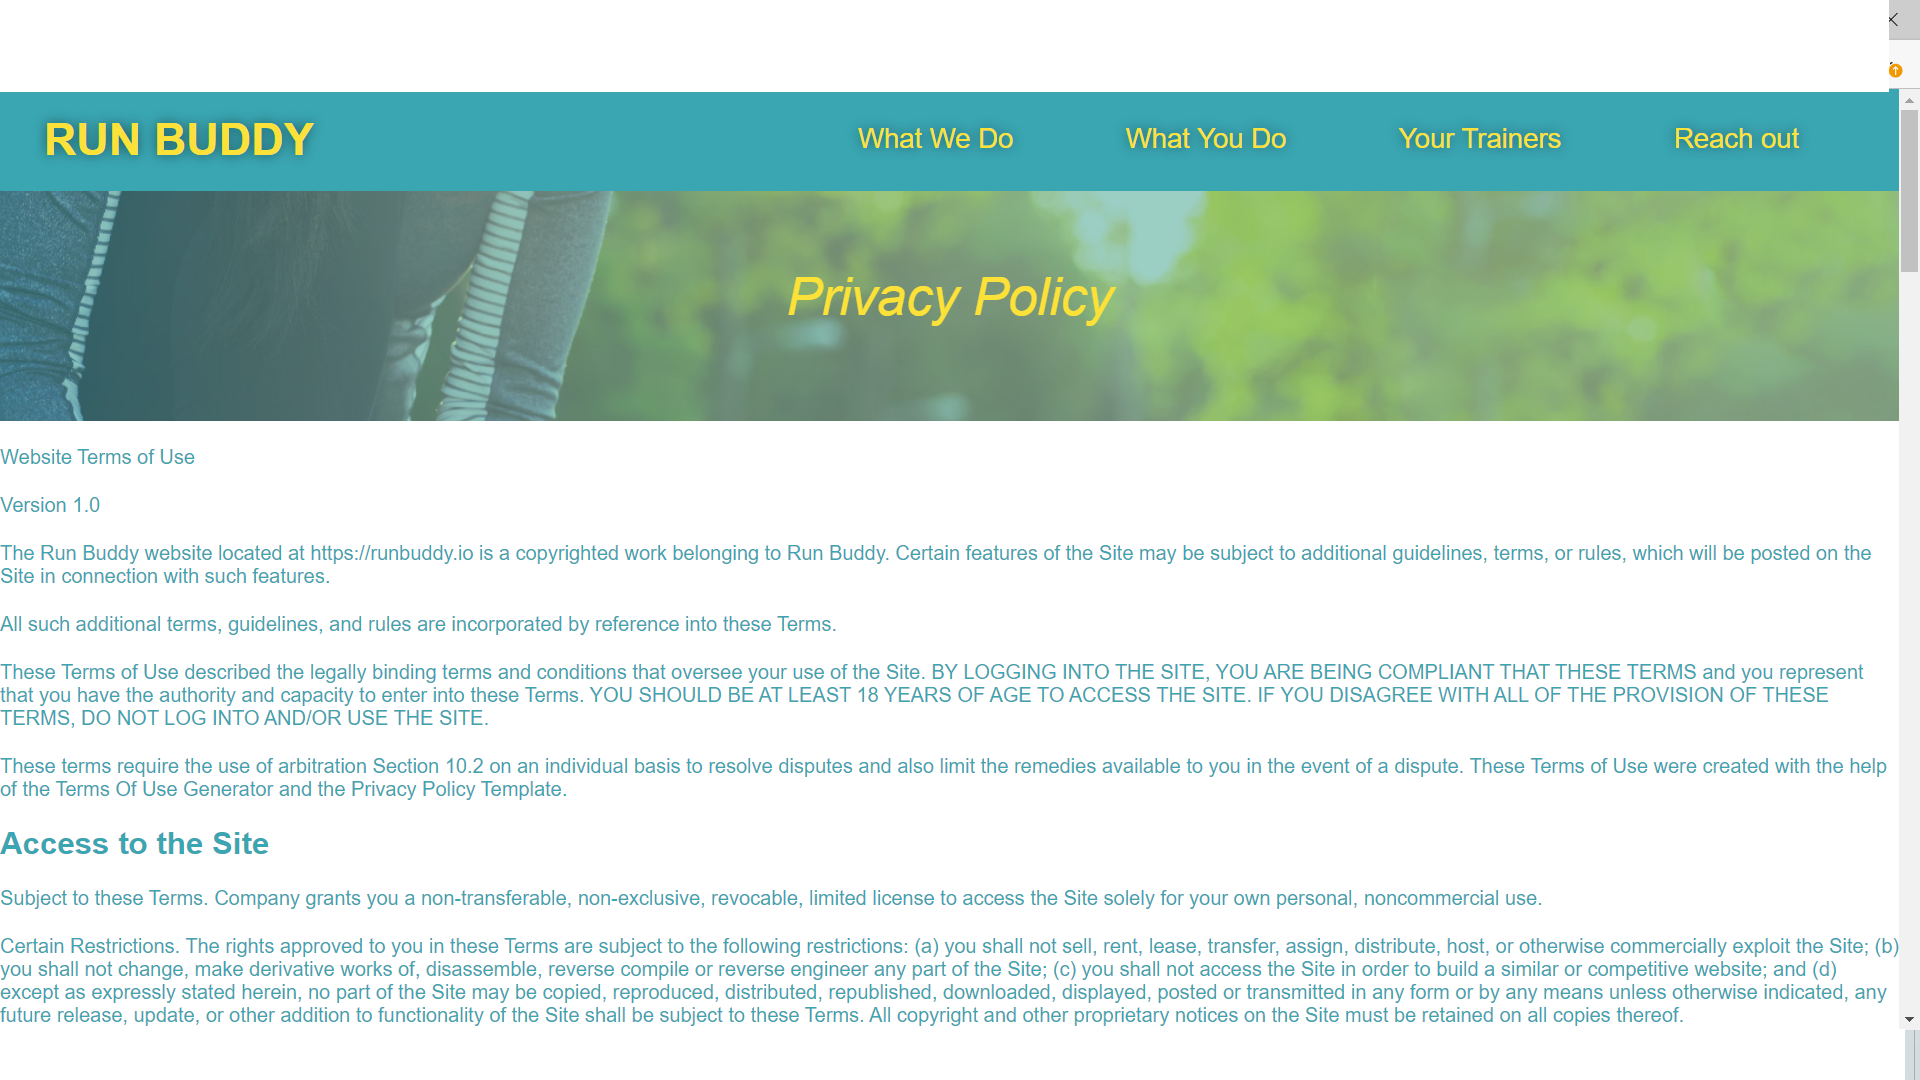 RUN BUDDY What We Do What You Do Your Trainers Reach out
Privacy Policy
Website Terms of Use
Version 1.0
The Run Buddy website located at https://runbuddy.io is a copyrighted work belonging to Run Buddy. Certain features of the Site may be subject to additional guidelines, terms, or rules, which will be posted on the
Site in connection with such features.
All such additional terms, guidelines, and rules are incorporated by reference into these Terms.
These Terms of Use described the legally binding terms and conditions that oversee your use of the Site. BY LOGGING INTO THE SITE, YOU ARE BEING COMPLIANT THAT THESE TERMS and you represent
that you have the authority and capacity to enter into these Terms. YOU SHOULD BE AT LEAST 18 YEARS OF AGE TO ACCESS THE SITE. IF YOU DISAGREE WITH ALL OF THE PROVISION OF THESE
TERMS, DO NOT LOG INTO AND/OR USE THE SITE.
These terms require the use of arbitration Section 10.2 on an individual basis to resolve disputes and also limit the remedies available to you in the event of a dispute. These Terms of Use were created with the help
of the Terms Of Use Generator and the Privacy Policy Template.
Access to the Site
Subject to these Terms. Company grants you a non-transferable, non-exclusive, revocable, limited license to access the Site solely for your own personal, noncommercial use.
Certain Restrictions. The rights approved to you in these Terms are subject to the following restrictions: (a) you shall not sell, rent, lease, transfer, assign, distribute, host, or otherwise commercially exploit the Site; (b)
you shall not change, make derivative works of, disassemble, reverse compile or reverse engineer any part of the Site; (c) you shall not access the Site in order to build a similar or competitive website; and (d)
except as expressly stated herein, no part of the Site may be copied, reproduced, distributed, republished, downloaded, displayed, posted or transmitted in any form or by any means unless otherwise indicated, any
future release, update, or other addition to functionality of the Site shall be subject to these Terms. All copyright and other proprietary notices on the Site must be retained on all copies thereof.